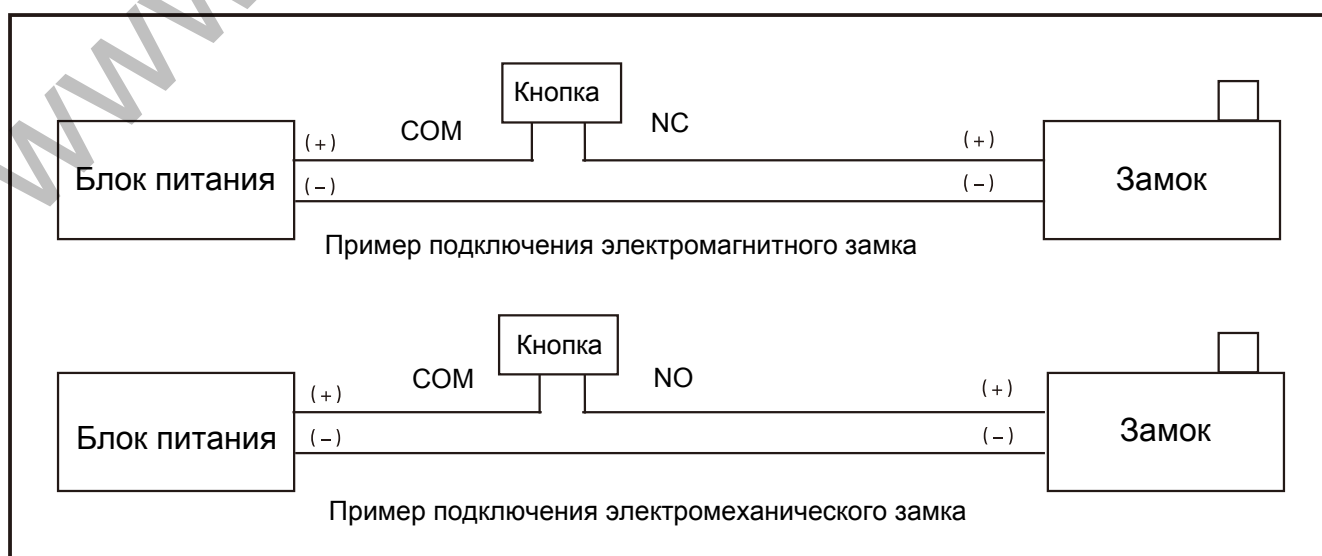 www
Кнопка
COM
NC
(+)
(+)
Блок питания
(–)
(–)
Замок
Пример подключения электромагнитного замка
Кнопка
COM
NO
(+)
(+)
Блок питания
(–)
(–)
Замок
Пример подключения электромеханического замка